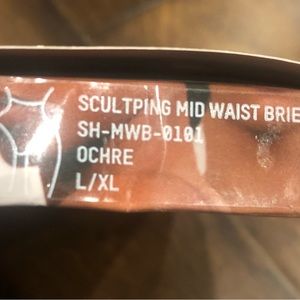 SCULTPING MID WAIST BRIE
SH-MWB-0101
OCHRE
L/XL